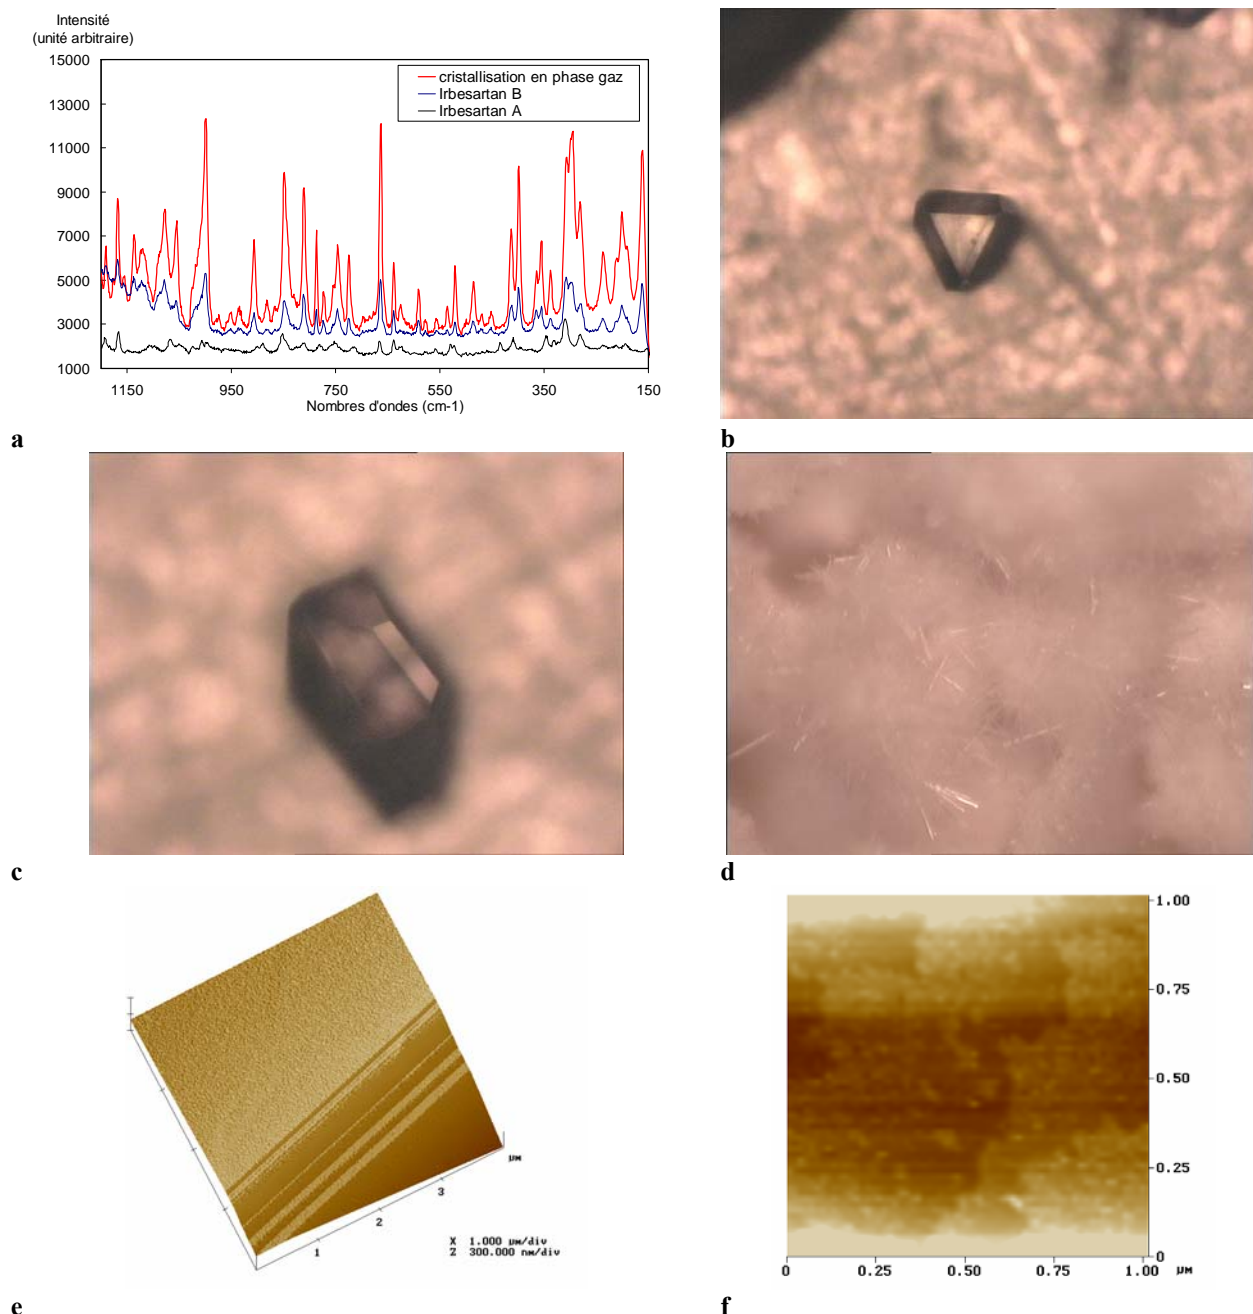 Intensité
(unité arbitraire)
15000
13000
11000
9000
7000
5000
3000
1000
cristallisation en phase gaz
Irbesartan B
Irbesartan A
1150 950 750 550 350 150
Nombres d'ondes (cm-1)
a
b
c
d
1
2
3
µm
X 1.000 µm/div
Z 300.000 nm/div
e
1.00
0.75
0.50
0.25
0
0 0.25 0.50 0.75 1.00 µm
f